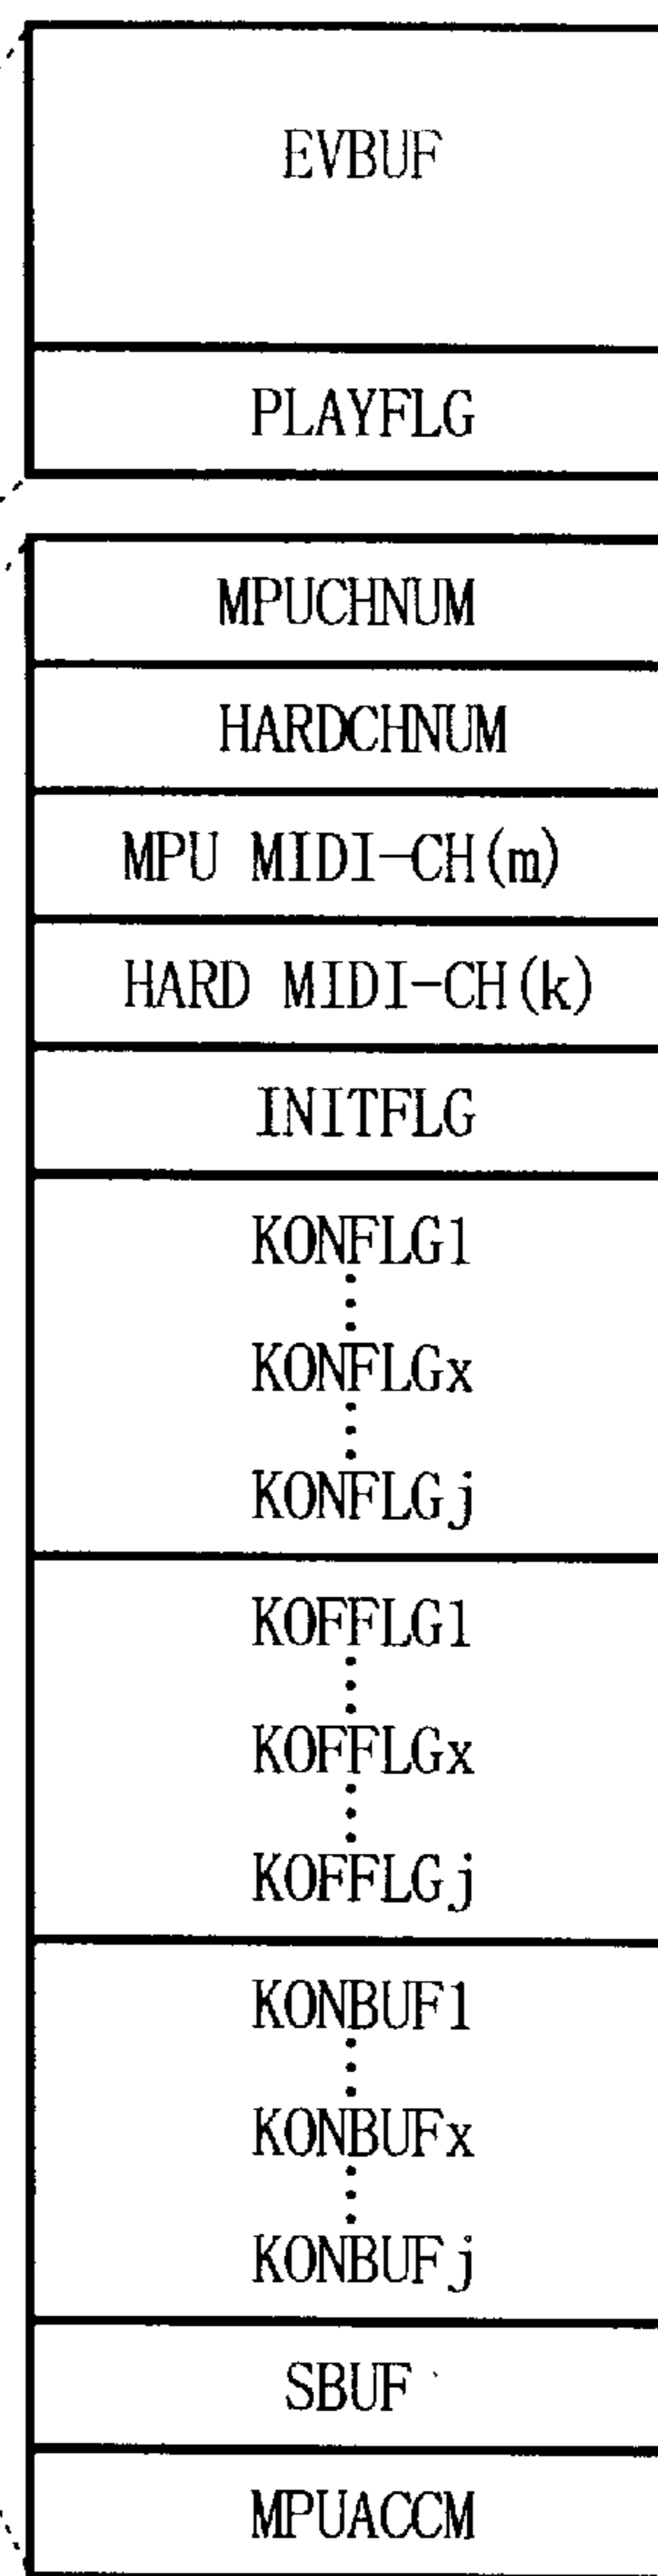 EVBUF
PLAYFLG
MPUCHNUM
HARDCHNUM
MPU MIDI-CH(m)
HARD MIDI-CH(k)
INITFLG
KONFLG1
KONFLGx
KONFLGj
KOFFLG1
KOFFLGx
KOFFLGj
KONBUF1
KONBUFx
KONBUFj
SBUF
MPUACCM